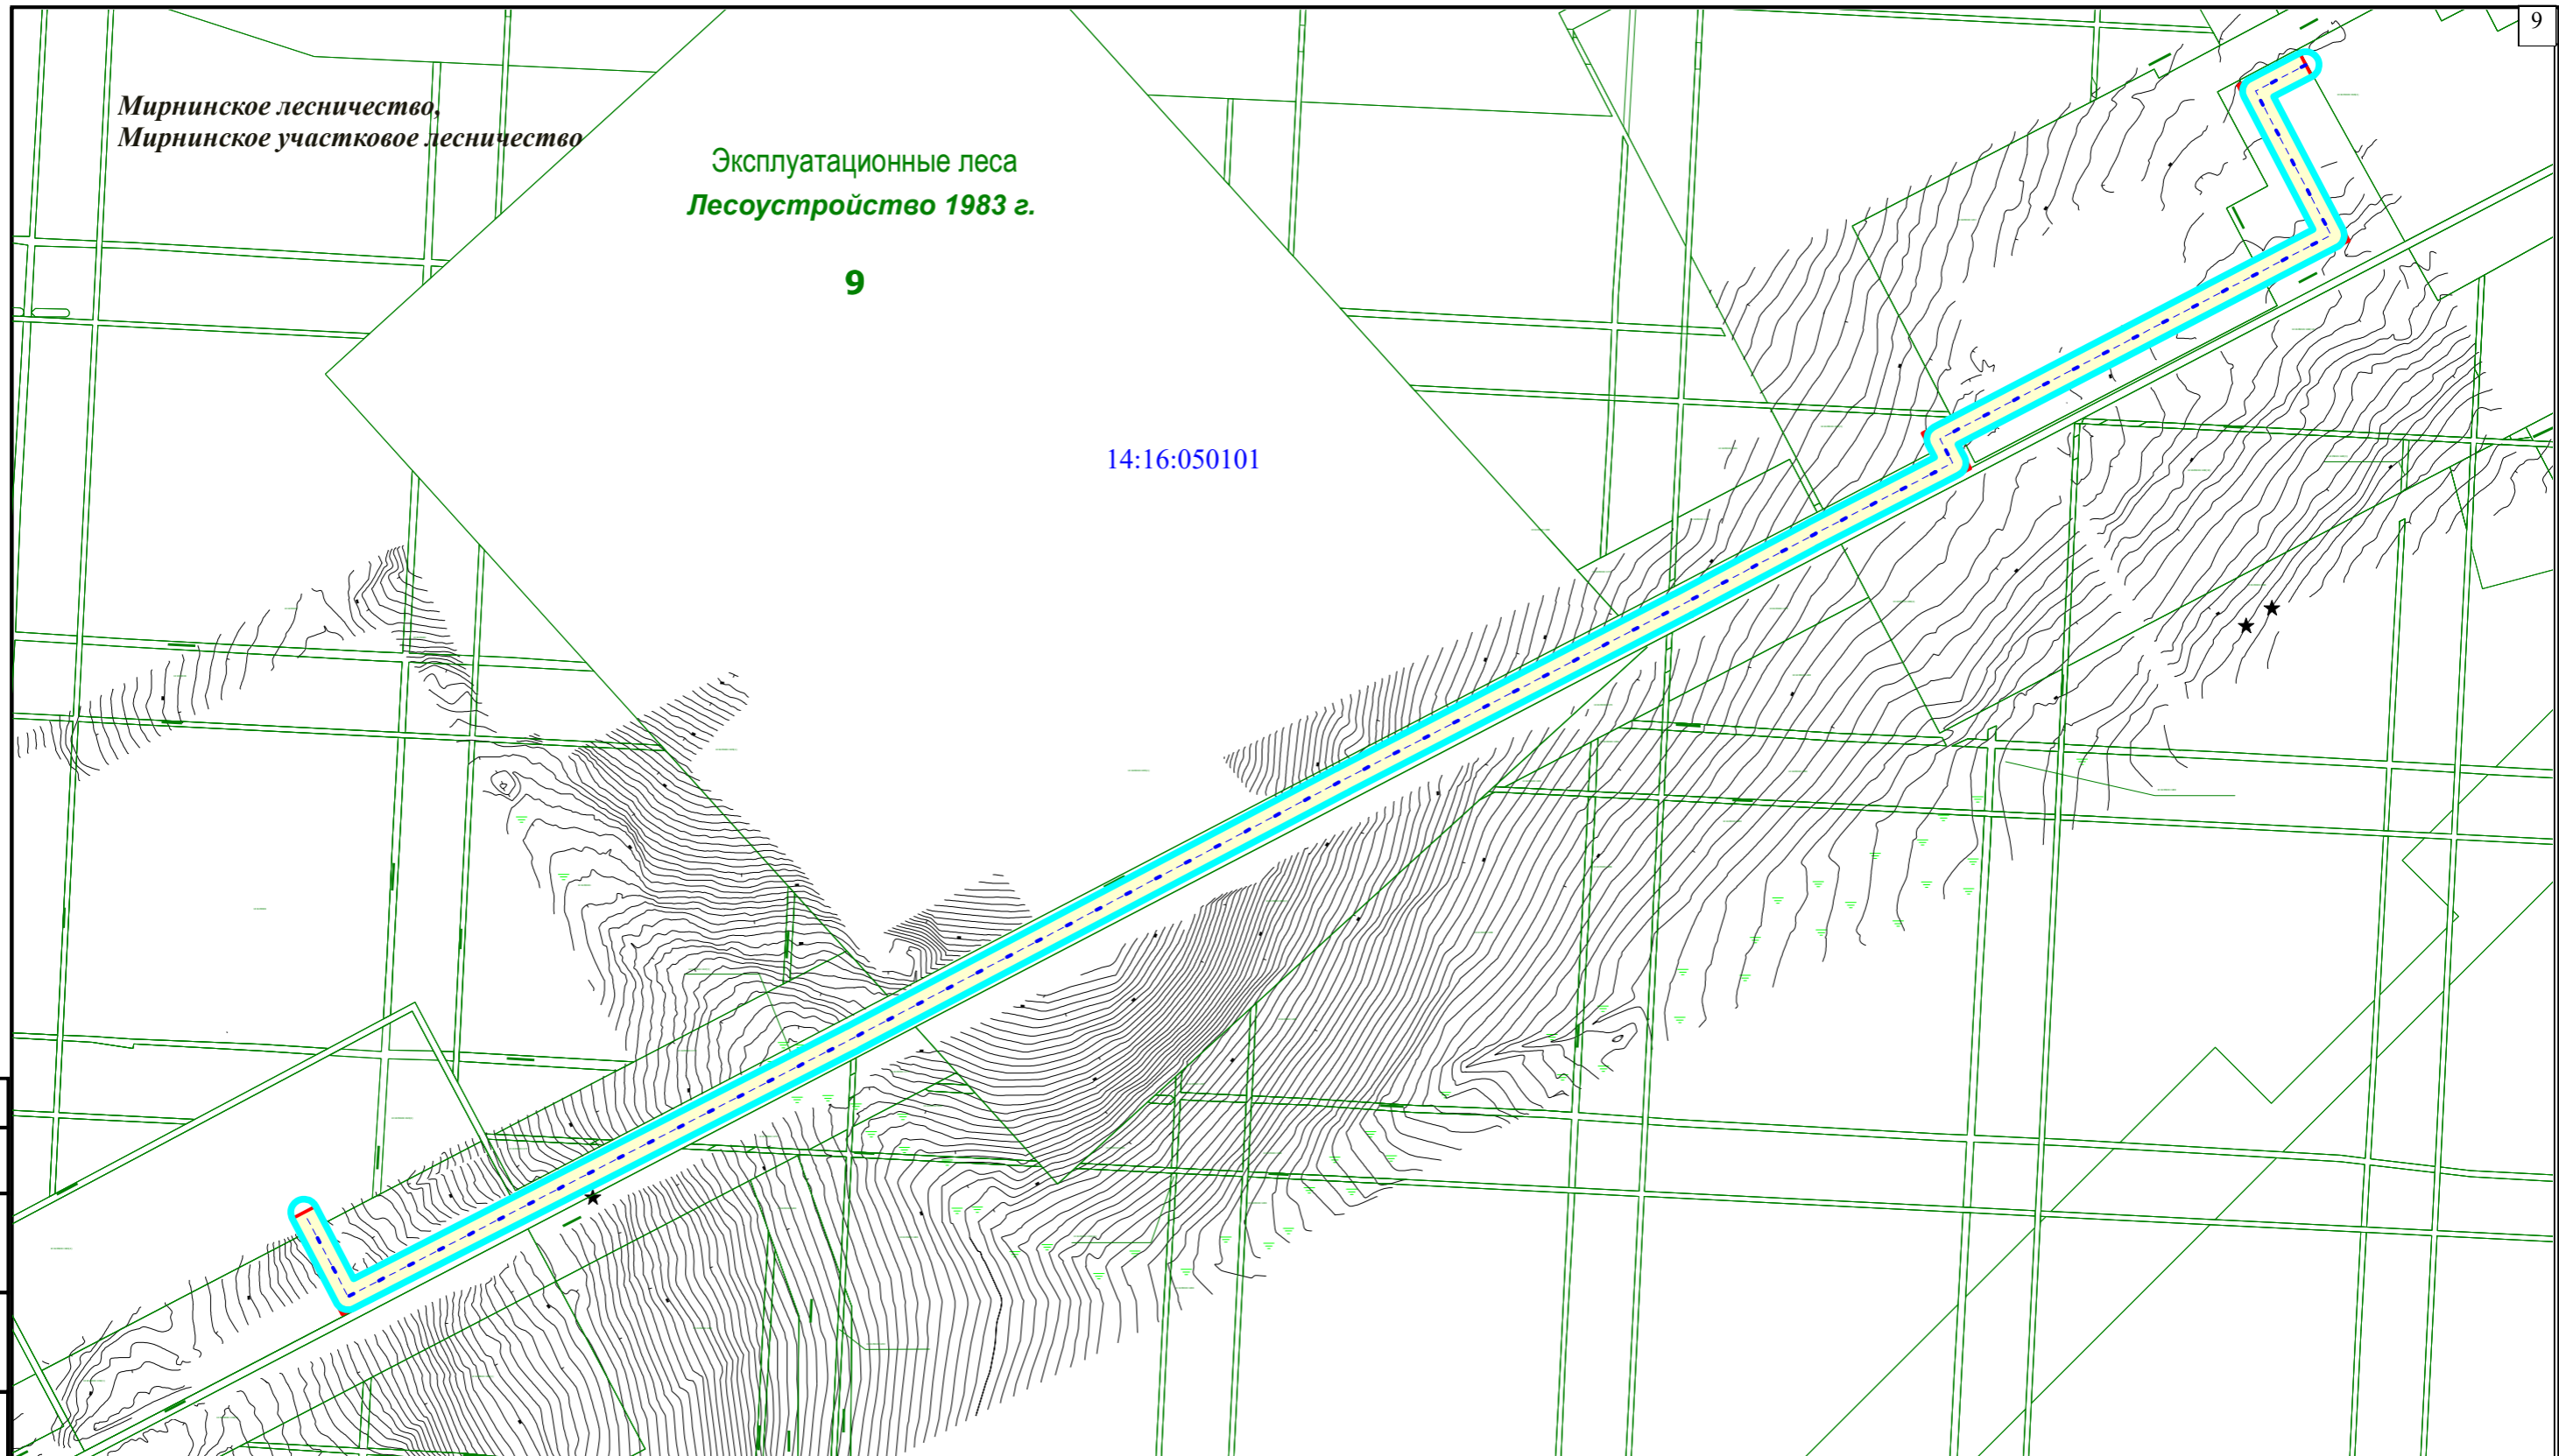 9
Мирнинское лесничество,
Мирнинское участковое лесничество
Эксплуатационные леса
Лесоустройство 1983 г.
9
14:16:050101